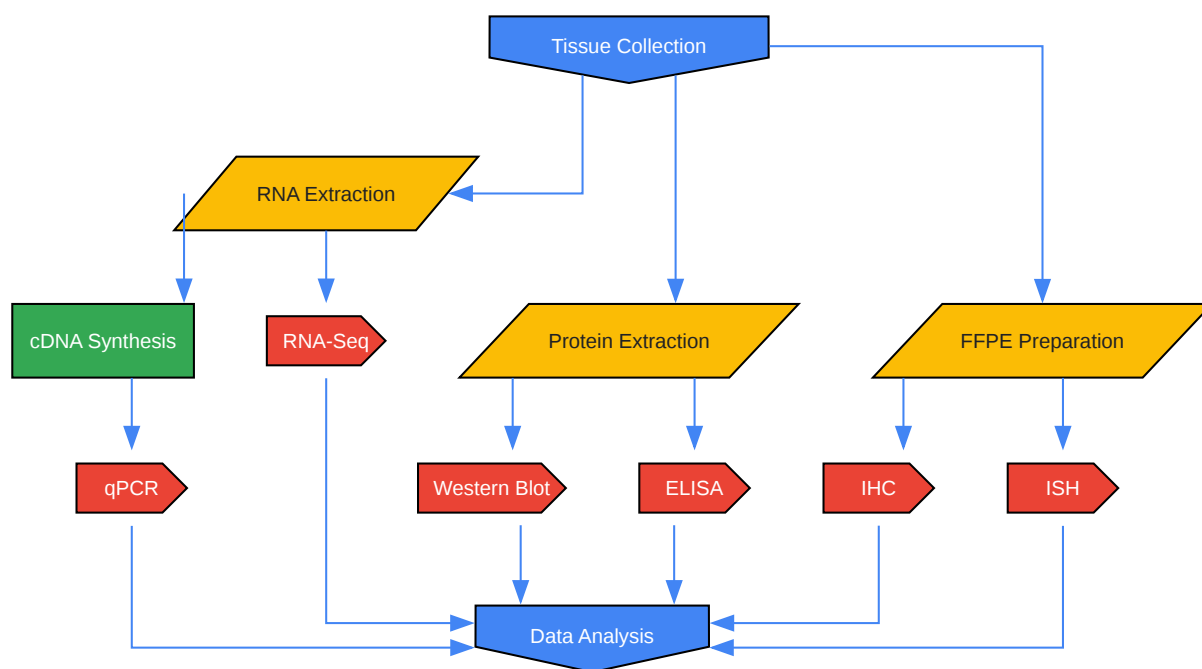 Tissue Collection
RNA Extraction
cDNA Synthesis
RNA-Seq
Protein Extraction
FFPE Preparation
qPCR
Western Blot
ELISA
IHC
ISH
Data Analysis